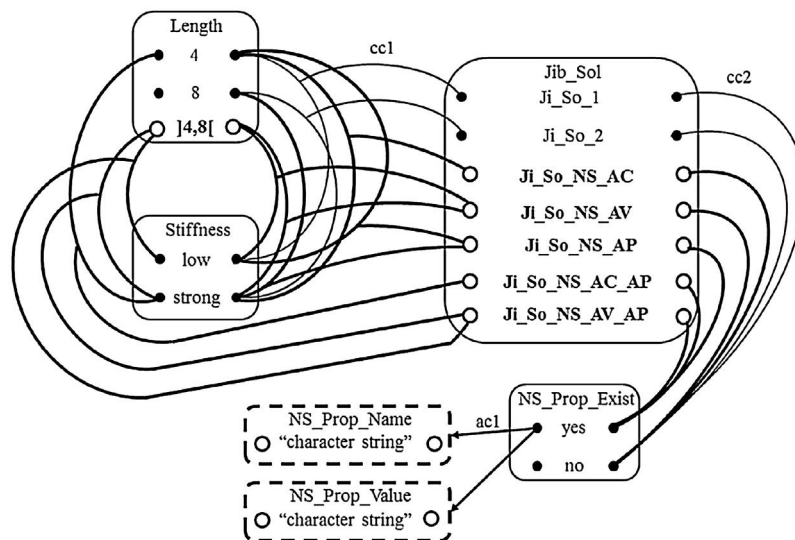 Length
4
8
]4,8[
cc1
Jib_Sol
Ji_So_1
Ji_So_2
Ji_So_NS_AC
Ji_So_NS_AV
Ji_So_NS_AP
Ji_So_NS_AC_AP
Ji_So_NS_AV_AP
cc2
Stiffness
low
strong
NS_Prop_Exist
yes
no
ac1
NS_Prop_Name
“character string”
NS_Prop_Value
“character string”